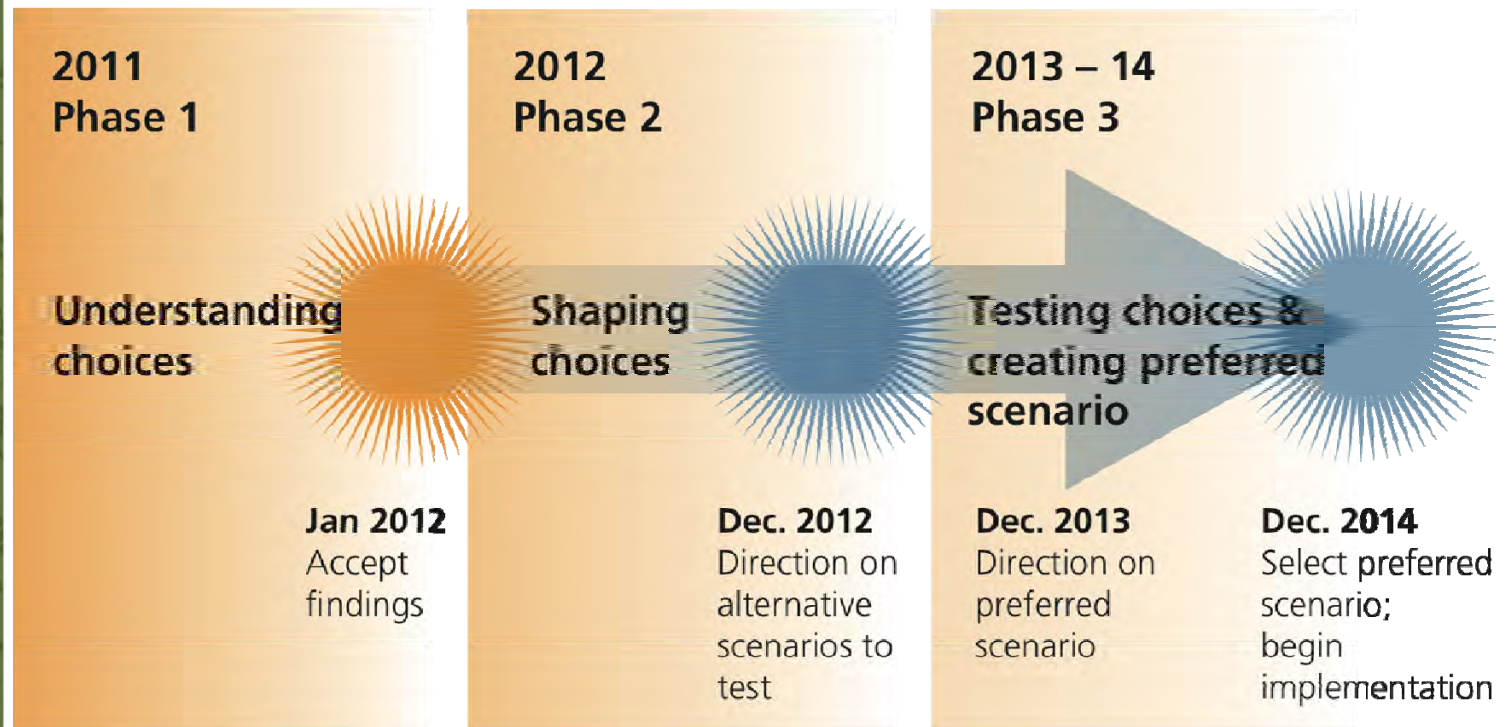 2011
Phase 1
Understanding
choices
Jan 2012
Accept
findings
2012
Phase 2
Shaping
choices
Dec. 2012
Direction on
alternative
scenarios to
test
2013 – 14
Phase 3
Testing choices &
creating preferred
scenario
Dec. 2013
Direction on
preferred
scenario
Dec. 2014
Select preferred
scenario;
begin
implementation